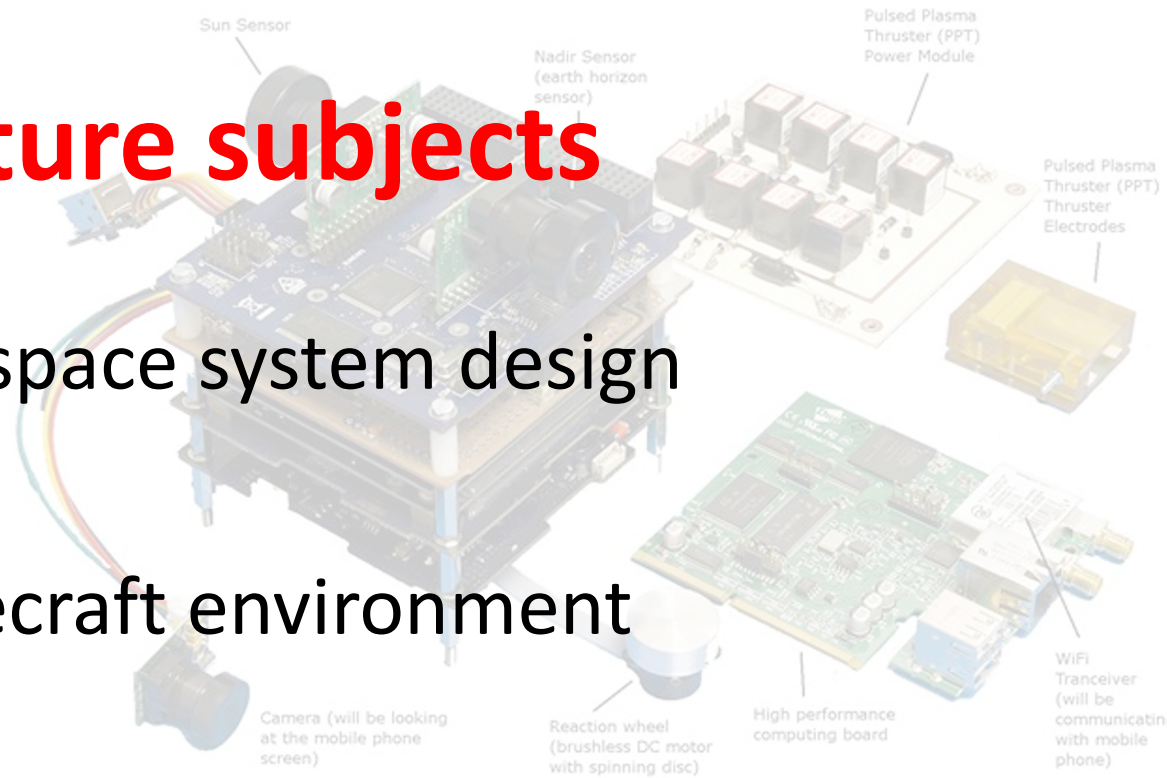 Sun Sensor
Pulsed Plasma
Thruster (PPT)
Power Module
Nadir Sensor
(earth horizon
sensor)
ture subjects
Pulsed Plasma
Thruster (PPT)
Thruster
Electrodes
space system design
ecraft environment
Camera (will be looking
at the mobile phone
screen)
Reaction wheel
(brushless DC motor
with spinning disc)
High performance
computing board
WiFi
Tranceiver
(will be
communicatin
with mobile
phone)